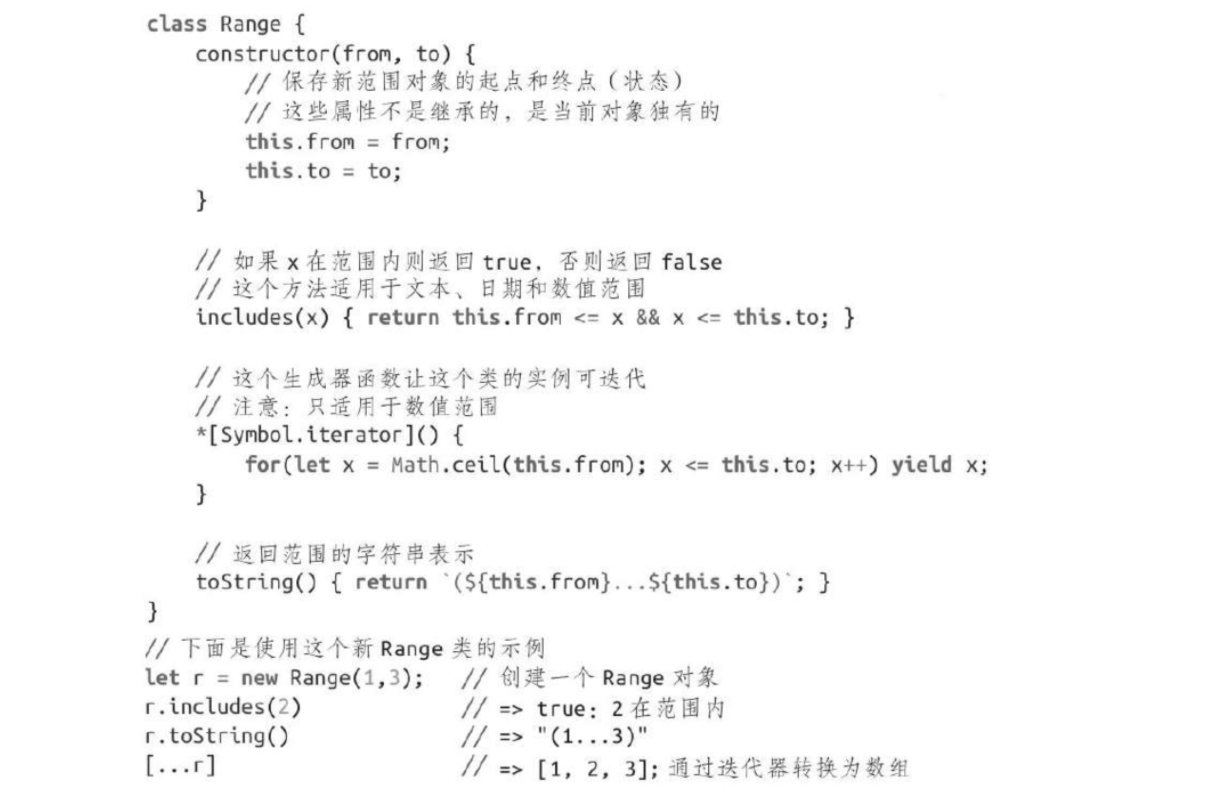 class Range {
    constructor(from, to) {
        // 保存新范围对象的起点和终点（状态）
        // 这些属性不是继承的，是当前对象独有的
        this.from = from;
        this.to = to;
    }

    // 如果 x 在范围内则返回 true，否则返回 false
    // 这个方法适用于文本、日期和数值范围
    includes(x) { return this.from <= x && x <= this.to; }

    // 这个生成器函数让这个类的实例可迭代
    // 注意：只适用于数值范围
    *[Symbol.iterator]() {
        for(let x = Math.ceil(this.from); x <= this.to; x++) yield x;
    }

    // 返回范围的字符串表示
    toString() { return `(${this.from}...${this.to})`; }
}
// 下面是使用这个新 Range 类的示例
let r = new Range(1,3);   // 创建一个 Range 对象
r.includes(2)             // => true：2 在范围内
r.toString()              // => "(1...3)"
[...r]                    // => [1, 2, 3]；通过迭代器转换为数组